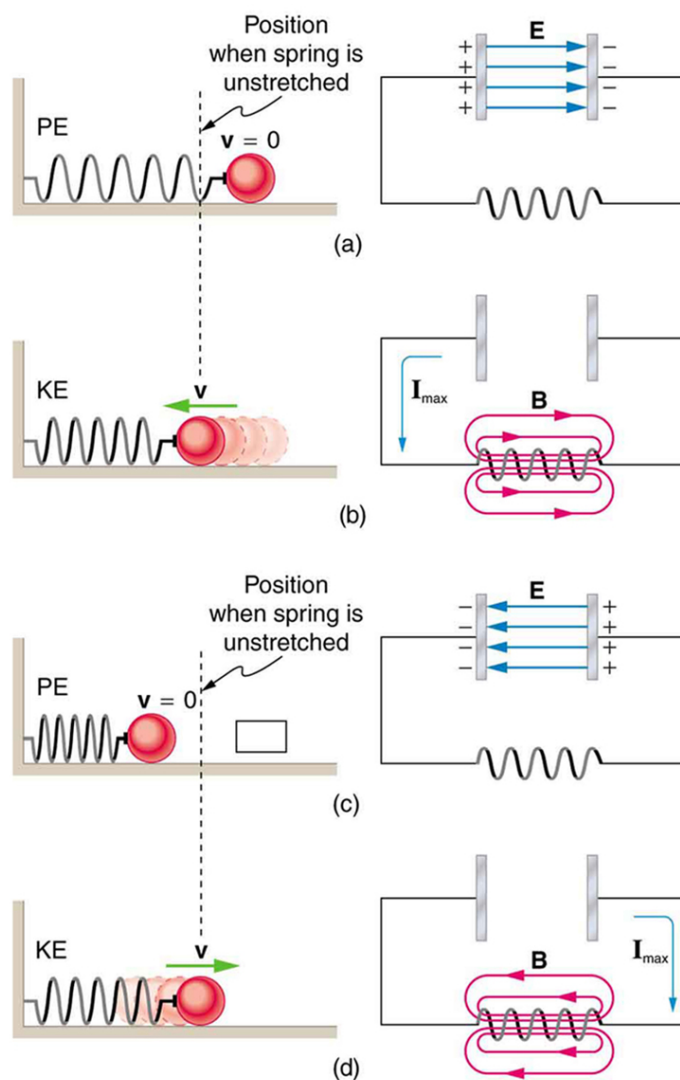 Position
when spring is
unstretched
PE
v = 0
E
+ −
+ −
+ −
+ −
(a)
KE
v
I max
B
(b)
Position
when spring is
unstretched
PE
v = 0
E
− +
− +
− +
− +
(c)
KE
v
I max
B
(d)